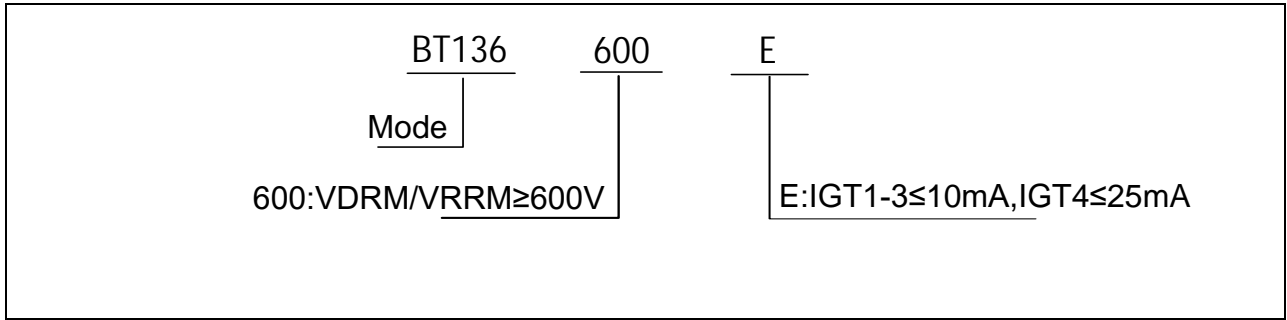 BT136 600 E
Mode
600:VDRM/VRRM≥600V E:IGT1-3≤10mA,IGT4≤25mA